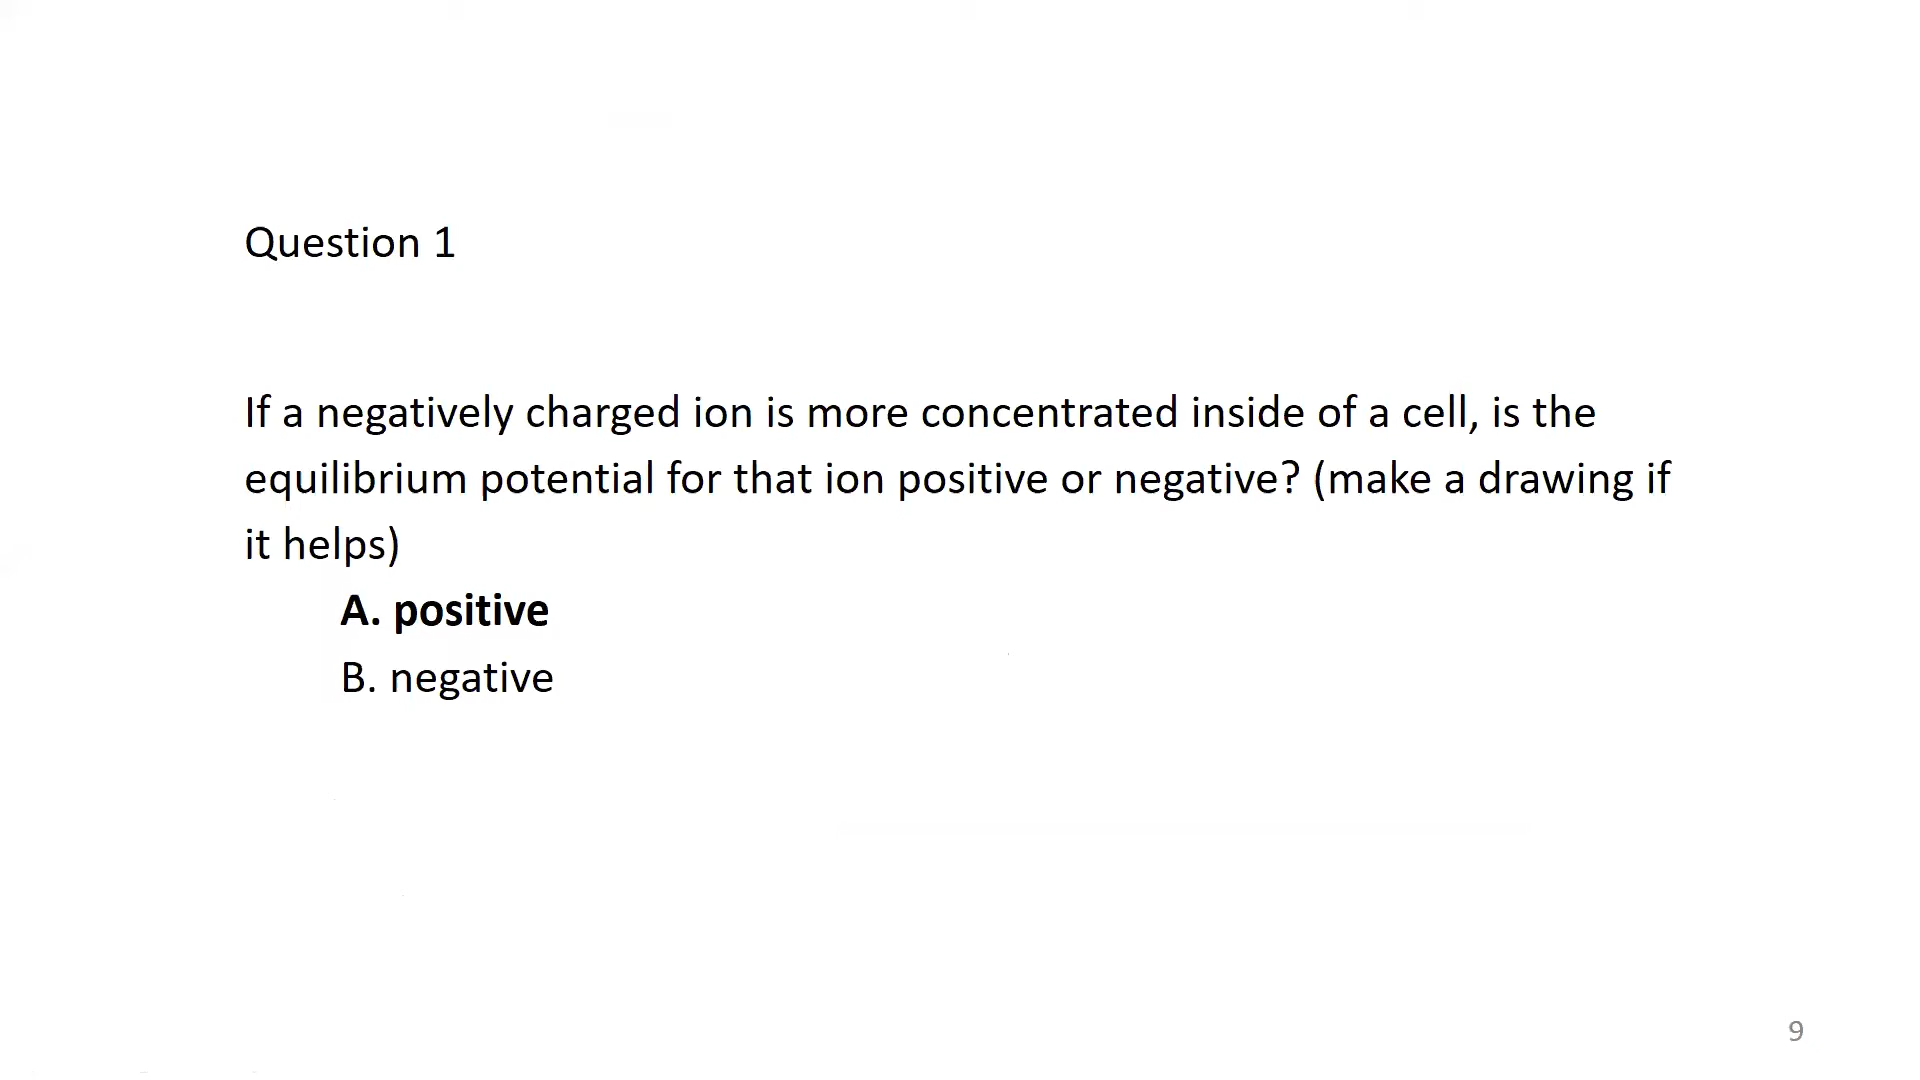 Question 1
If a negatively charged ion is more concentrated inside of a cell, is the
equilibrium potential for that ion positive or negative? (make a drawing if
it helps)
A. positive
B. negative
9